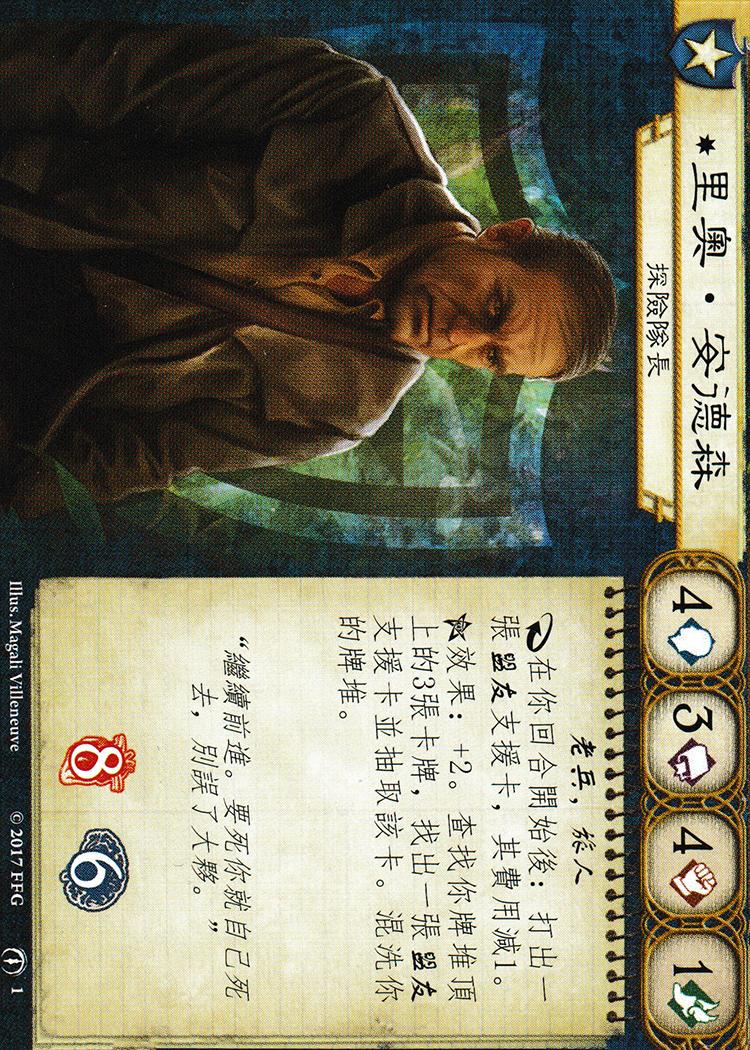 里奧·安德森
探險隊長
4 3 4 1
老兵，旅人
在你回合開始後：打出一
張盟友支援卡，其費用減1。
效果：+2。查找你牌堆頂
上的3張卡牌，找出一張盟友
支援卡並抽取該卡。混洗你
的牌堆。
“繼續前進。要死你就自己死
去，別誤了大夥。”
8 6
Illus. Magali Villeneuve © 2017 FFG 1